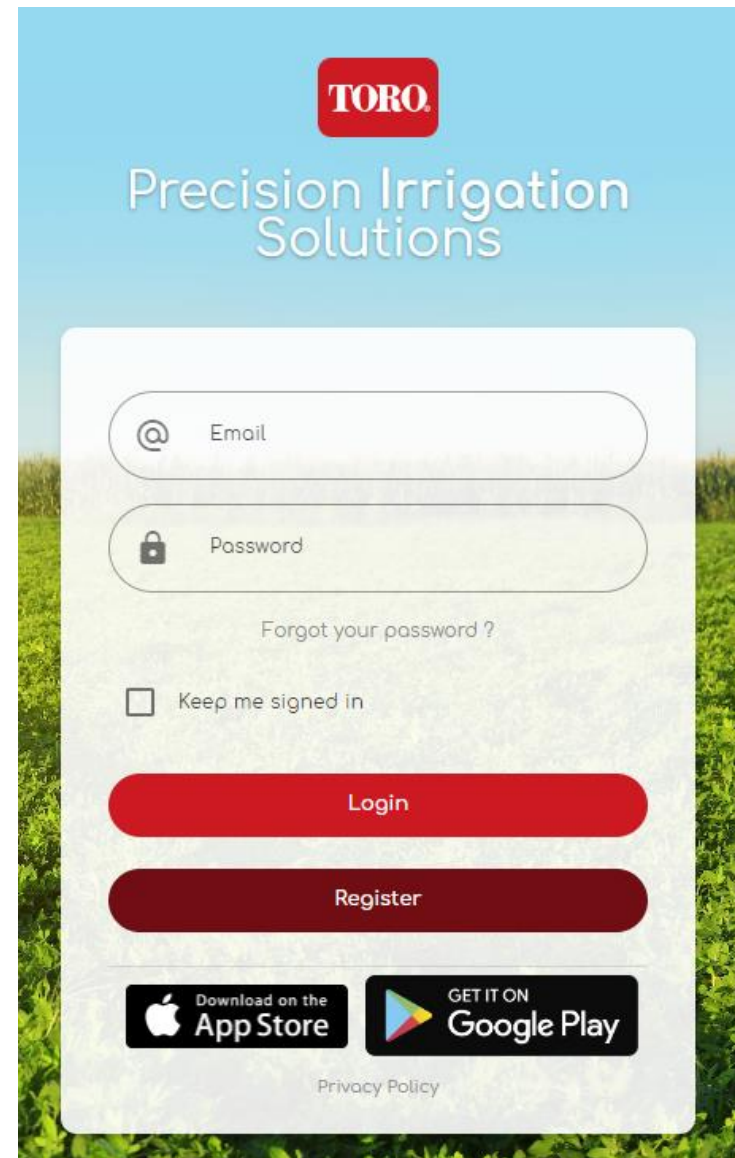 TORO.
Precision Irrigation
Solutions
@ Email
Password
Forgot your password ?
Keep me signed in
Login
Register
Download on the
App Store
GET IT ON
Google Play
Privacy Policy